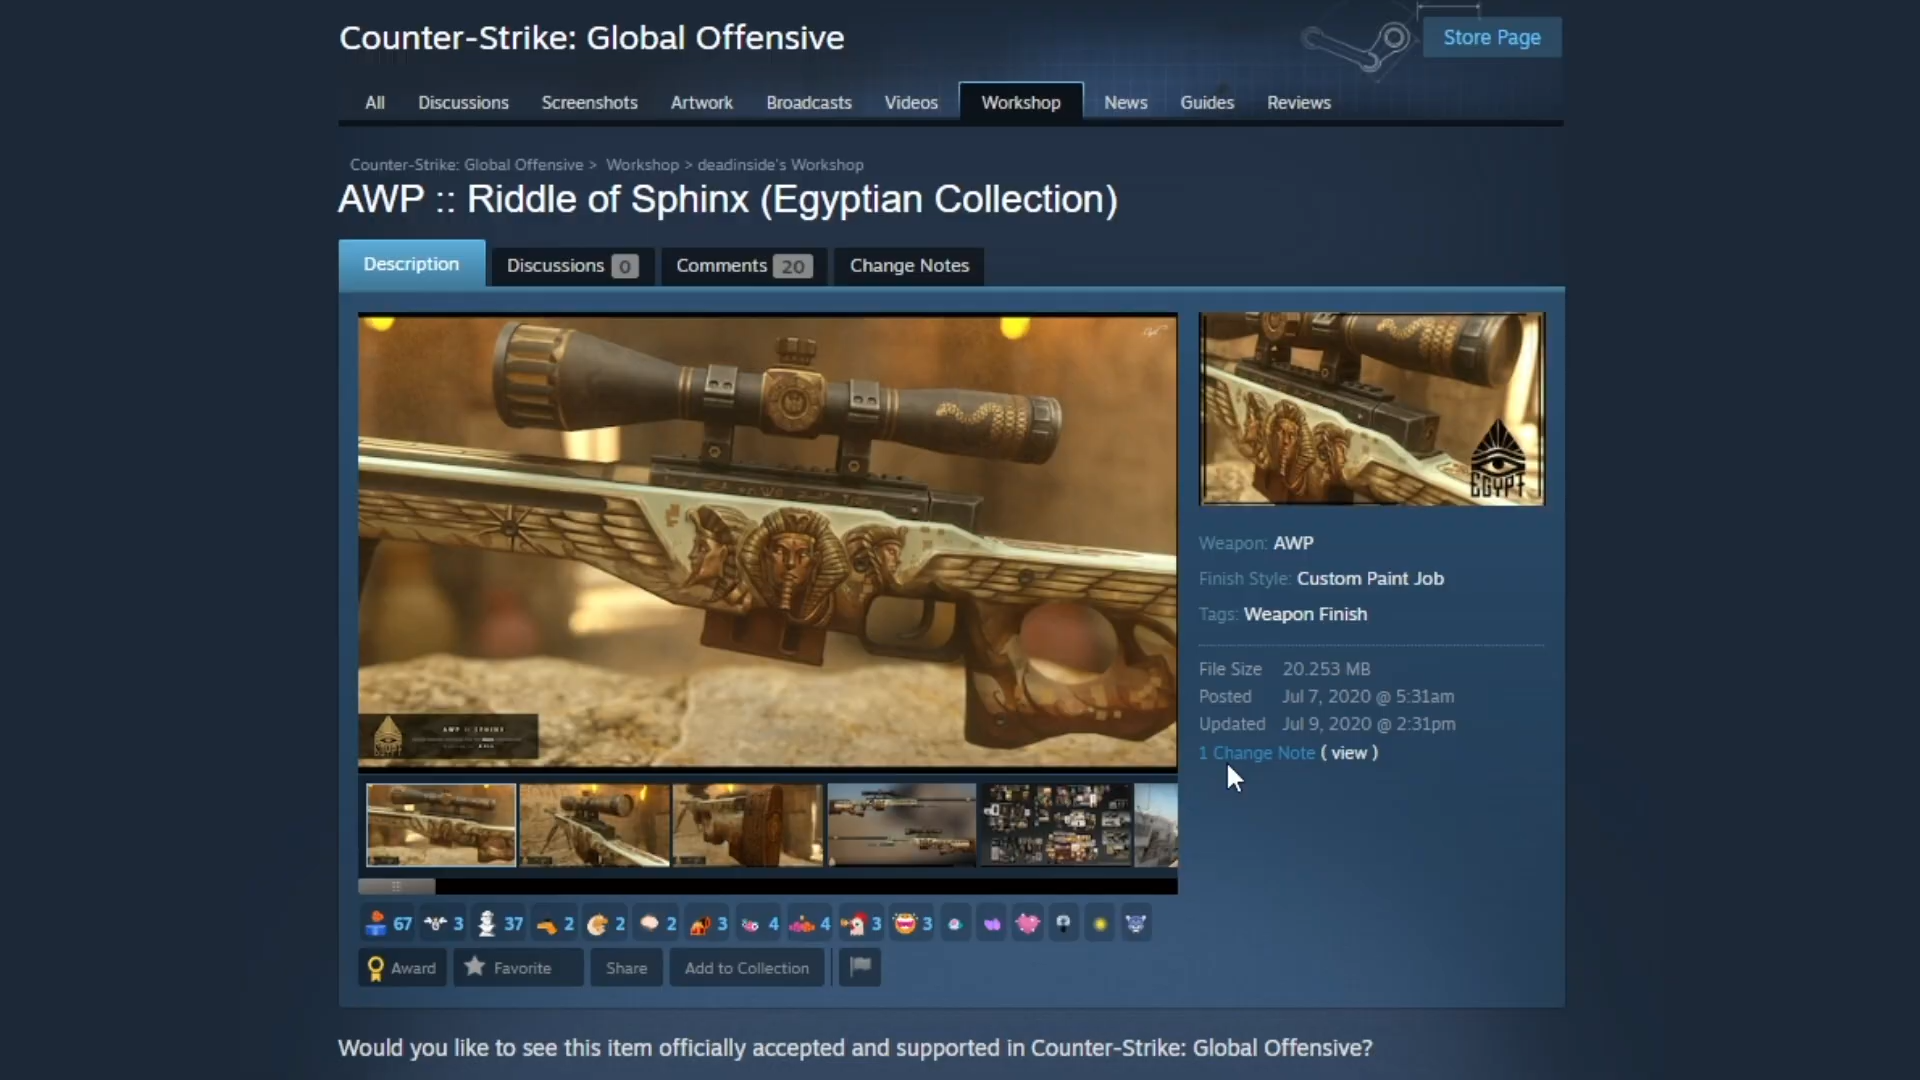 Counter-Strike: Global Offensive
Store Page
All Discussions Screenshots Artwork Broadcasts Videos Workshop News Guides Reviews
Counter-Strike: Global Offensive > Workshop > deadinside's Workshop
AWP :: Riddle of Sphinx (Egyptian Collection)
Description Discussions 0 Comments 20 Change Notes
EGYPT
Weapon: AWP
Finish Style: Custom Paint Job
Tags: Weapon Finish
File Size 20.253 MB
Posted Jul 7, 2020 @ 5:31am
Updated Jul 9, 2020 @ 2:31pm
1 Change Note ( view )
AWP :: SPHINX
67 3 37 2 2 2 3 4 4 3 3
Award Favorite Share Add to Collection
Would you like to see this item officially accepted and supported in Counter-Strike: Global Offensive?